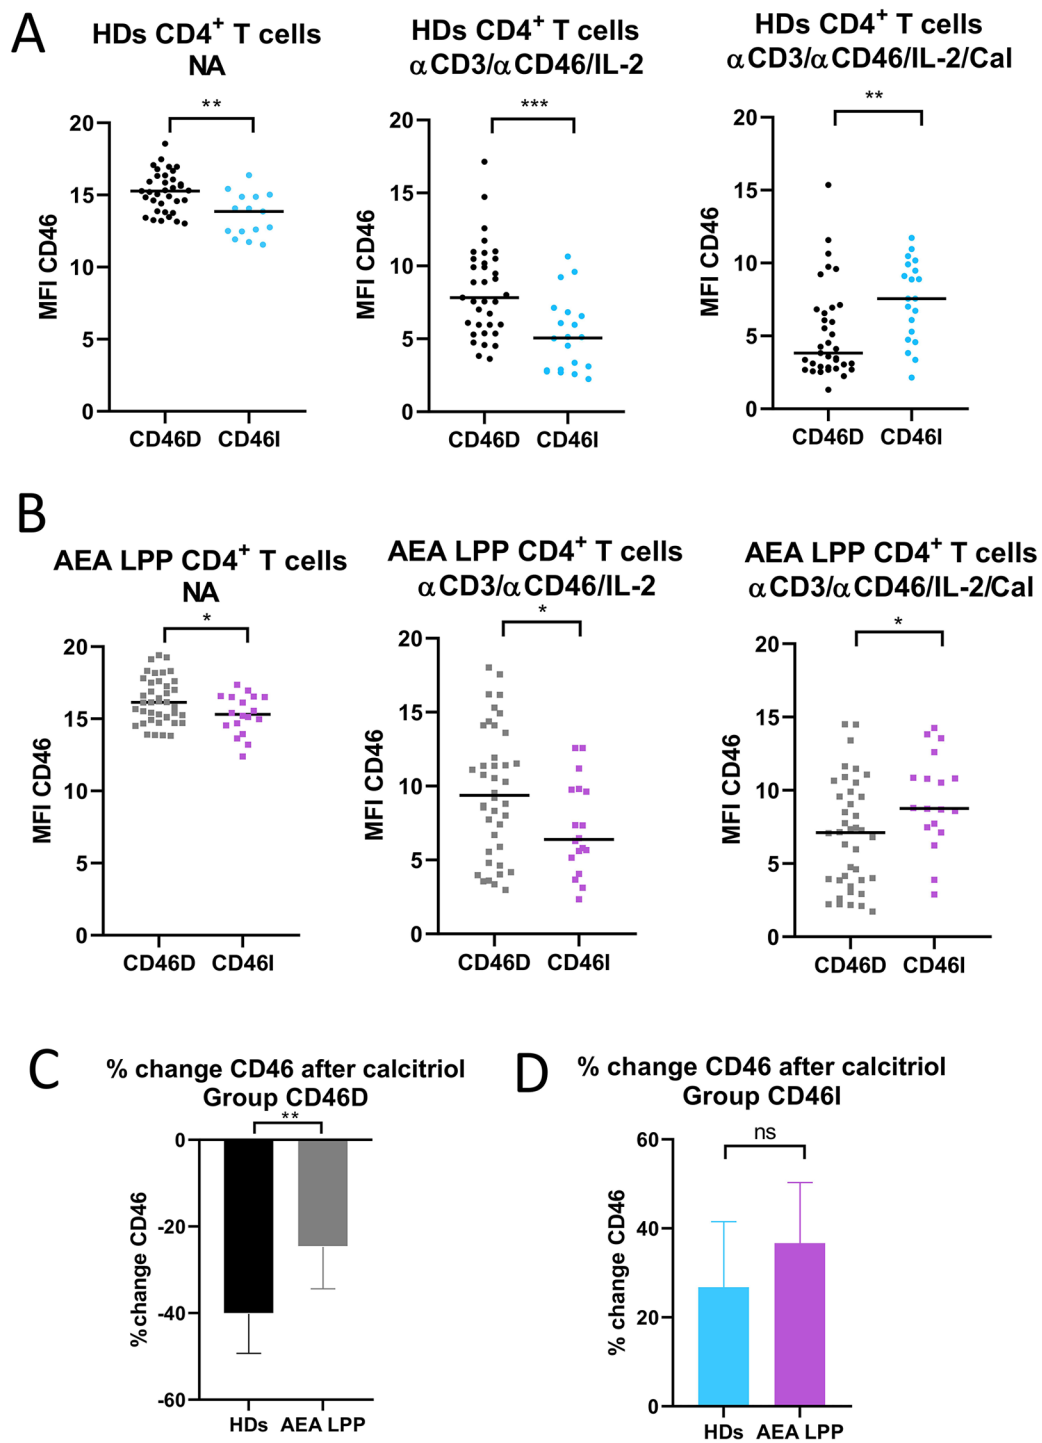 A
HDs CD4+ T cells
NA
**
MFI CD46
20
15
10
5
0
CD46D
CD46I
HDs CD4+ T cells
αCD3/αCD46/IL-2
***
MFI CD46
20
15
10
5
0
CD46D
CD46I
HDs CD4+ T cells
αCD3/αCD46/IL-2/Cal
**
MFI CD46
20
15
10
5
0
CD46D
CD46I
B
AEA LPP CD4+ T cells
NA
*
MFI CD46
20
15
10
5
0
CD46D
CD46I
AEA LPP CD4+ T cells
αCD3/αCD46/IL-2
*
MFI CD46
20
15
10
5
0
CD46D
CD46I
AEA LPP CD4+ T cells
αCD3/αCD46/IL-2/Cal
*
MFI CD46
20
15
10
5
0
CD46D
CD46I
C
% change CD46 after calcitriol
Group CD46D
**
%change CD46
0
-20
-40
-60
HDs
AEA LPP
D
% change CD46 after calcitriol
Group CD46I
ns
% change CD46
60
40
20
0
HDs
AEA LPP